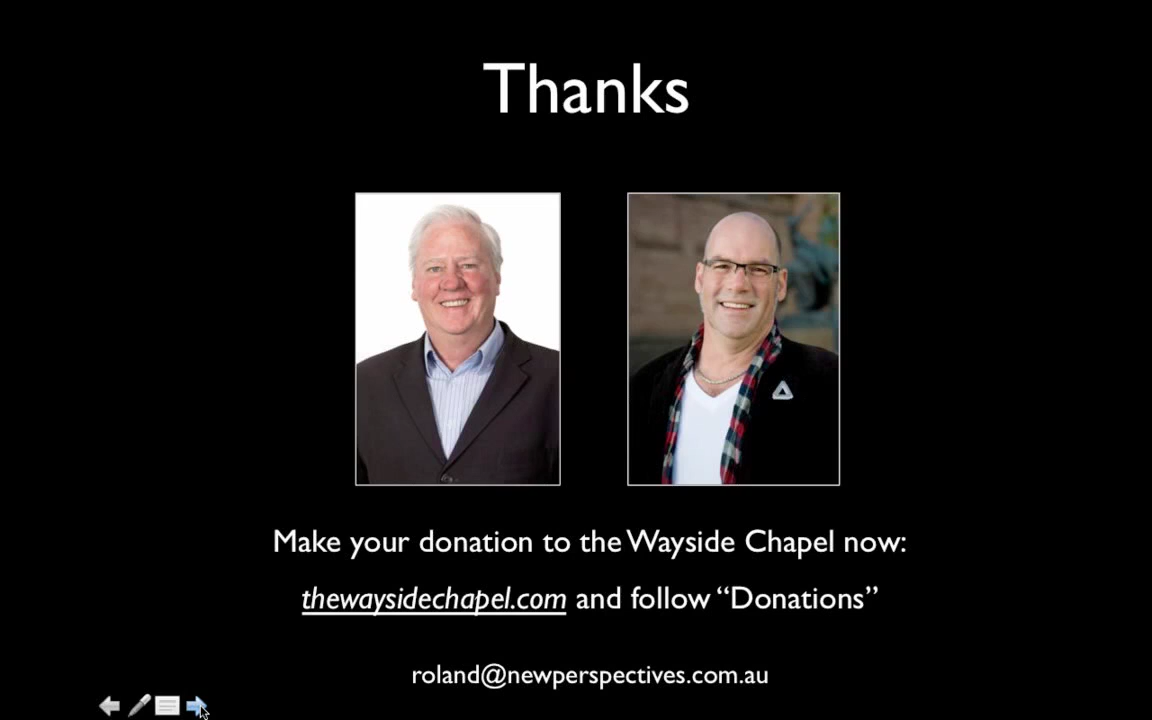 Thanks
Make your donation to the Wayside Chapel now:
thewaysidechapel.com and follow “Donations”
roland@newperspectives.com.au